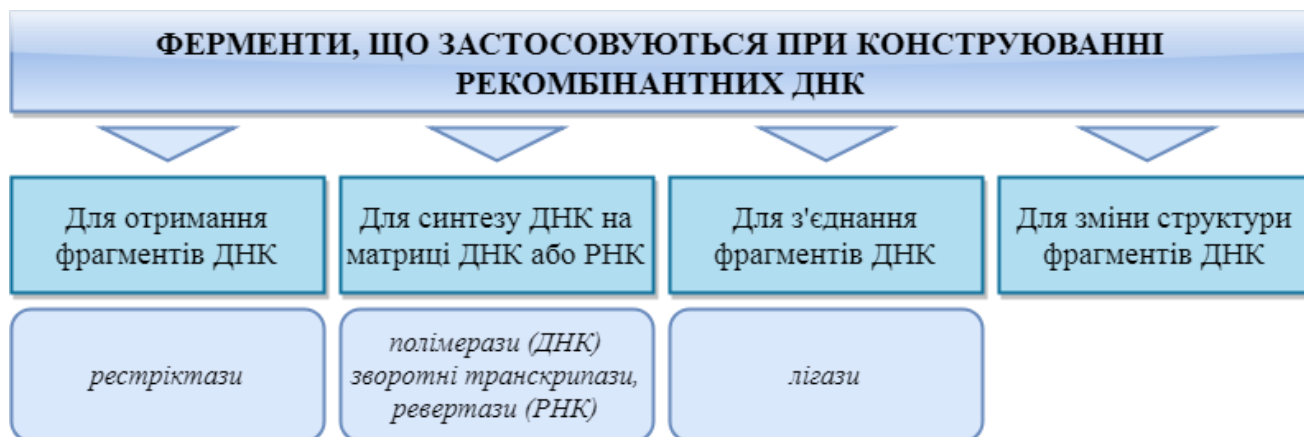 ФЕРМЕНТИ, ЩО ЗАСТОСОВУЮТЬСЯ ПРИ КОНСТРУЮВАННІ
РЕКОМБІНАНТНИХ ДНК
Для отримання
фрагментів ДНК
Для синтезу ДНК на
матриці ДНК або РНК
Для з'єднання
фрагментів ДНК
Для зміни структури
фрагментів ДНК
рестріктази
полімерази (ДНК)
зворотні транскрипази,
ревертази (РНК)
лігази